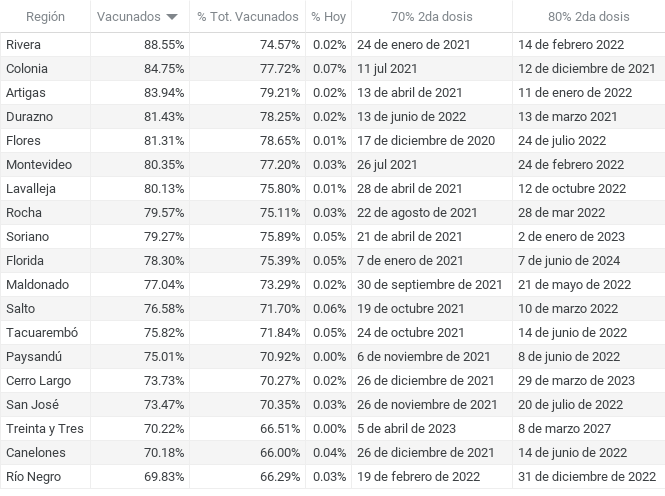 Región Vacunados % Tot. Vacunados % Hoy 70% 2da dosis 80% 2da dosis
Rivera 88.55% 74.57% 0.02% 24 de enero de 2021 14 de febrero 2022
Colonia 84.75% 77.72% 0.07% 11 jul 2021 12 de diciembre de 2021
Artigas 83.94% 79.21% 0.02% 13 de abril de 2021 11 de enero de 2022
Durazno 81.43% 78.25% 0.02% 13 de junio de 2022 13 de marzo 2021
Flores 81.31% 78.65% 0.01% 17 de diciembre de 2020 24 de julio 2022
Montevideo 80.35% 77.20% 0.03% 26 jul 2021 24 de febrero 2022
Lavalleja 80.13% 75.80% 0.01% 28 de abril de 2021 12 de octubre 2022
Rocha 79.57% 75.11% 0.03% 22 de agosto de 2021 28 de mar 2022
Soriano 79.27% 75.89% 0.05% 21 de abril de 2021 2 de enero de 2023
Florida 78.30% 75.39% 0.05% 7 de enero de 2021 7 de junio de 2024
Maldonado 77.04% 73.29% 0.02% 30 de septiembre de 2021 21 de mayo de 2022
Salto 76.58% 71.70% 0.06% 19 de octubre 2021 10 de marzo 2022
Tacuarembó 75.82% 71.84% 0.05% 24 de octubre 2021 14 de junio de 2022
Paysandú 75.01% 70.92% 0.00% 6 de noviembre de 2021 8 de junio de 2022
Cerro Largo 73.73% 70.27% 0.02% 26 de diciembre de 2021 29 de marzo de 2023
San José 73.47% 70.35% 0.03% 26 de noviembre de 2021 20 de julio de 2022
Treinta y Tres 70.22% 66.51% 0.00% 5 de abril de 2023 8 de marzo 2027
Canelones 70.18% 66.00% 0.04% 26 de diciembre de 2021 14 de junio de 2022
Río Negro 69.83% 66.29% 0.03% 19 de febrero de 2022 31 de diciembre de 2022